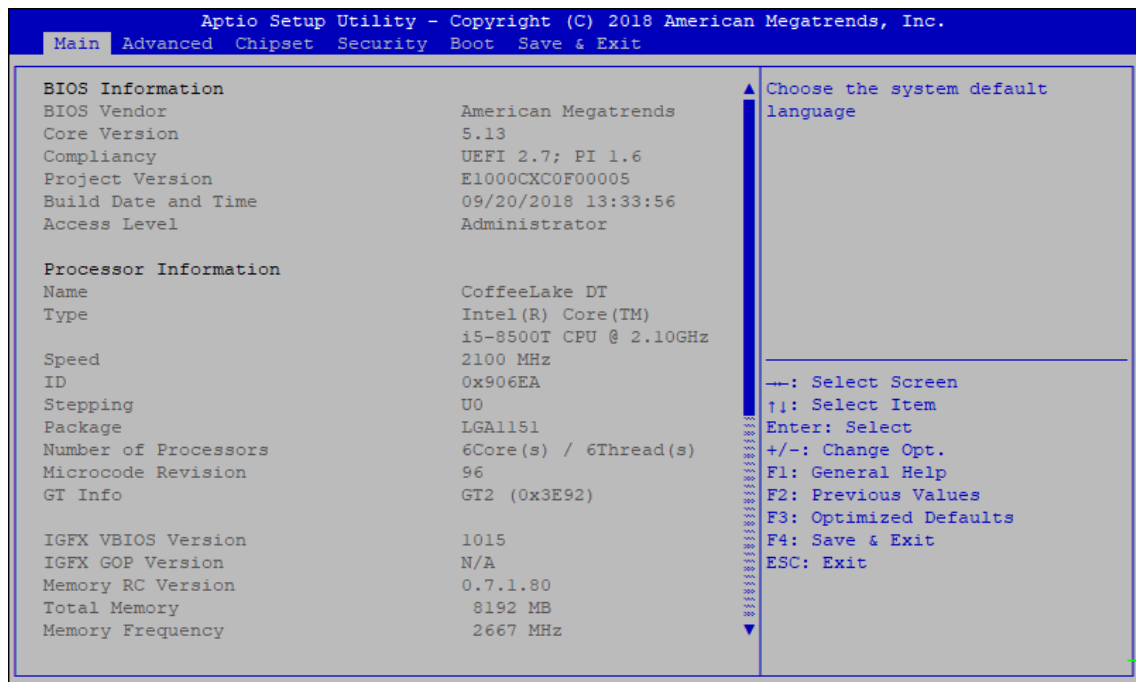 Aptio Setup Utility – Copyright (C) 2018 American Megatrends, Inc.
Main Advanced Chipset Security Boot Save & Exit
BIOS Information
BIOS Vendor American Megatrends
Core Version 5.13
Compliancy UEFI 2.7; PI 1.6
Project Version E1000CXC0F00005
Build Date and Time 09/20/2018 13:33:56
Access Level Administrator
Processor Information
Name CoffeeLake DT
Type Intel(R) Core(TM)
i5-8500T CPU @ 2.10GHz
Speed 2100 MHz
ID 0x906EA
Stepping U0
Package LGA1151
Number of Processors 6Core(s) / 6Thread(s)
Microcode Revision 96
GT Info GT2 (0x3E92)
IGFX VBIOS Version 1015
IGFX GOP Version N/A
Memory RC Version 0.7.1.80
Total Memory 8192 MB
Memory Frequency 2667 MHz
Choose the system default
language
→←: Select Screen
↑↓: Select Item
Enter: Select
+/-: Change Opt.
F1: General Help
F2: Previous Values
F3: Optimized Defaults
F4: Save & Exit
ESC: Exit